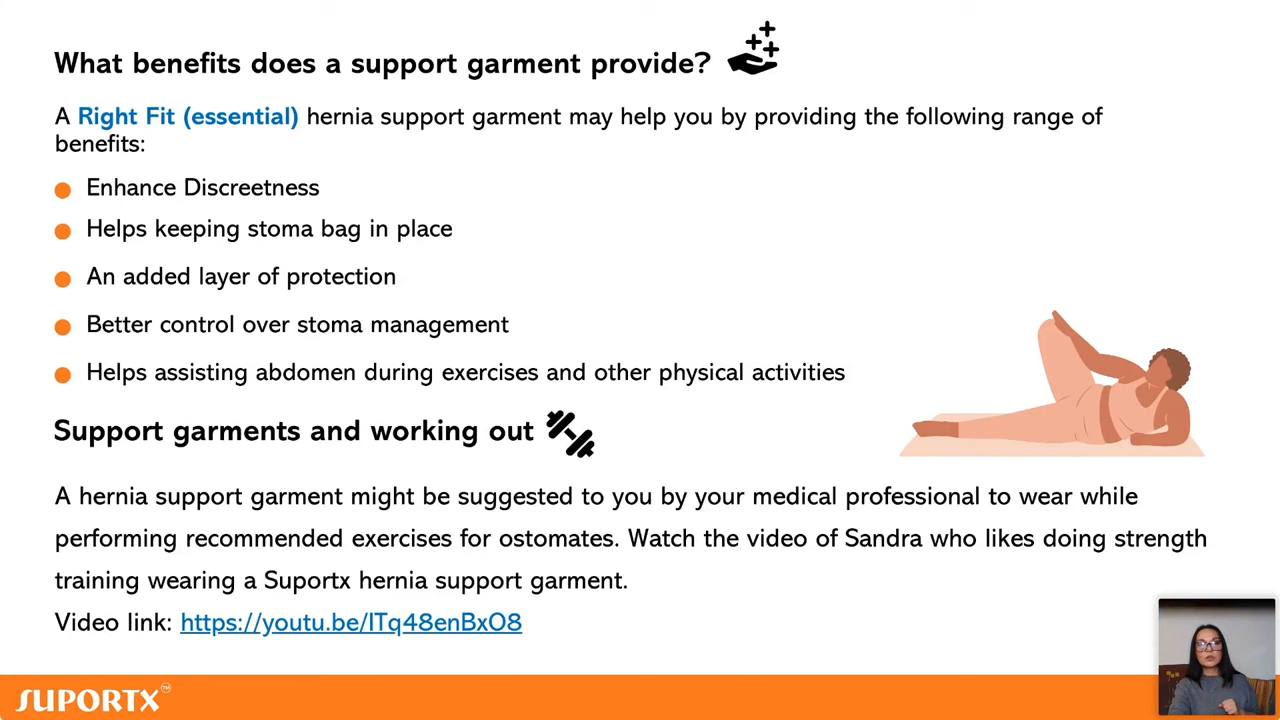 What benefits does a support garment provide?
A Right Fit (essential) hernia support garment may help you by providing the following range of
benefits:
Enhance Discreetness
Helps keeping stoma bag in place
An added layer of protection
Better control over stoma management
Helps assisting abdomen during exercises and other physical activities
Support garments and working out
A hernia support garment might be suggested to you by your medical professional to wear while
performing recommended exercises for ostomates. Watch the video of Sandra who likes doing strength
training wearing a Suportx hernia support garment.
Video link: https://youtu.be/ITq48enBxO8
SUPORTX™